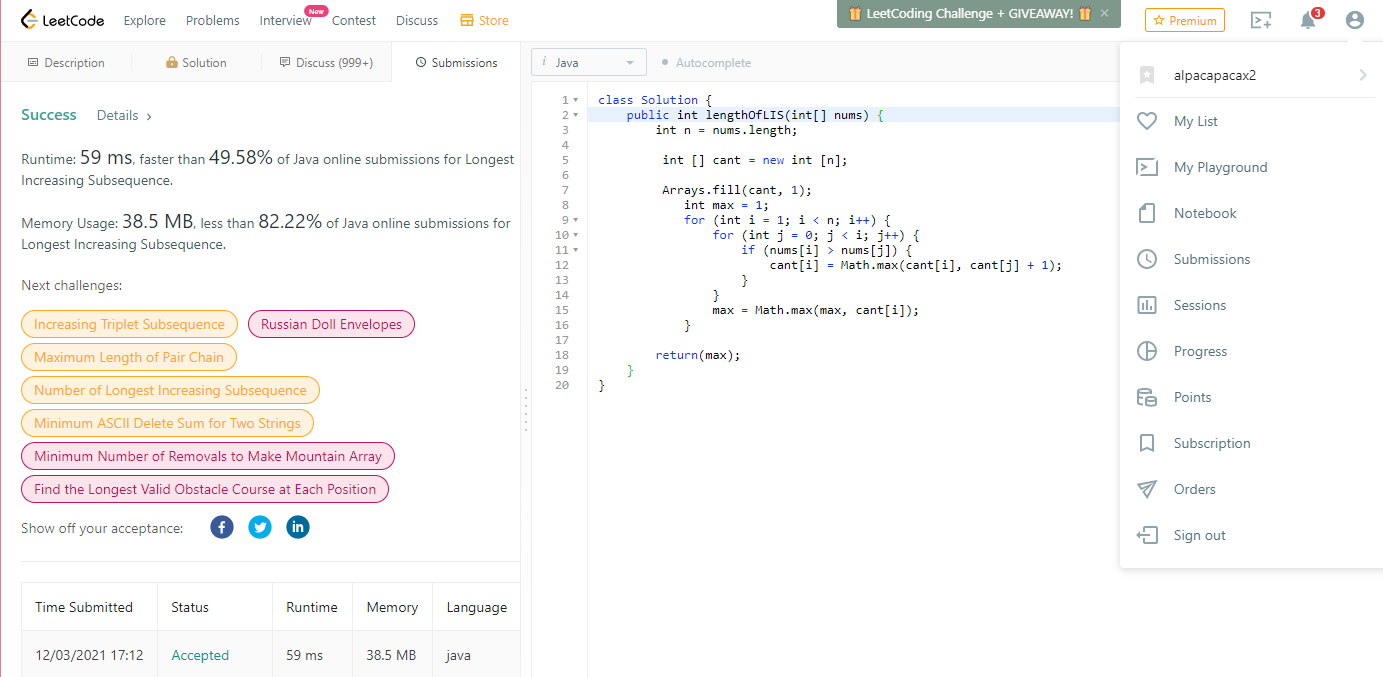 LeetCode Explore Problems Interview New Contest Discuss Store LeetCoding Challenge + GIVEAWAY! × Premium 3
Description Solution Discuss (999+) Submissions
Success Details >
Runtime: 59 ms, faster than 49.58% of Java online submissions for Longest
Increasing Subsequence.
Memory Usage: 38.5 MB, less than 82.22% of Java online submissions for
Longest Increasing Subsequence.
Next challenges:
Increasing Triplet Subsequence Russian Doll Envelopes
Maximum Length of Pair Chain
Number of Longest Increasing Subsequence
Minimum ASCII Delete Sum for Two Strings
Minimum Number of Removals to Make Mountain Array
Find the Longest Valid Obstacle Course at Each Position
Show off your acceptance: f in
Time Submitted Status Runtime Memory Language
12/03/2021 17:12 Accepted 59 ms 38.5 MB java
i Java Autocomplete
1 class Solution {
2 public int lengthOfLIS(int[] nums) {
3 int n = nums.length;
4
5 int [] cant = new int [n];
6
7 Arrays.fill(cant, 1);
8 int max = 1;
9 for (int i = 1; i < n; i++) {
10 for (int j = 0; j < i; j++) {
11 if (nums[i] > nums[j]) {
12 cant[i] = Math.max(cant[i], cant[j] + 1);
13 }
14 }
15 max = Math.max(max, cant[i]);
16 }
17
18 return(max);
19 }
20 }
alpacapacax2
My List
My Playground
Notebook
Submissions
Sessions
Progress
Points
Subscription
Orders
Sign out